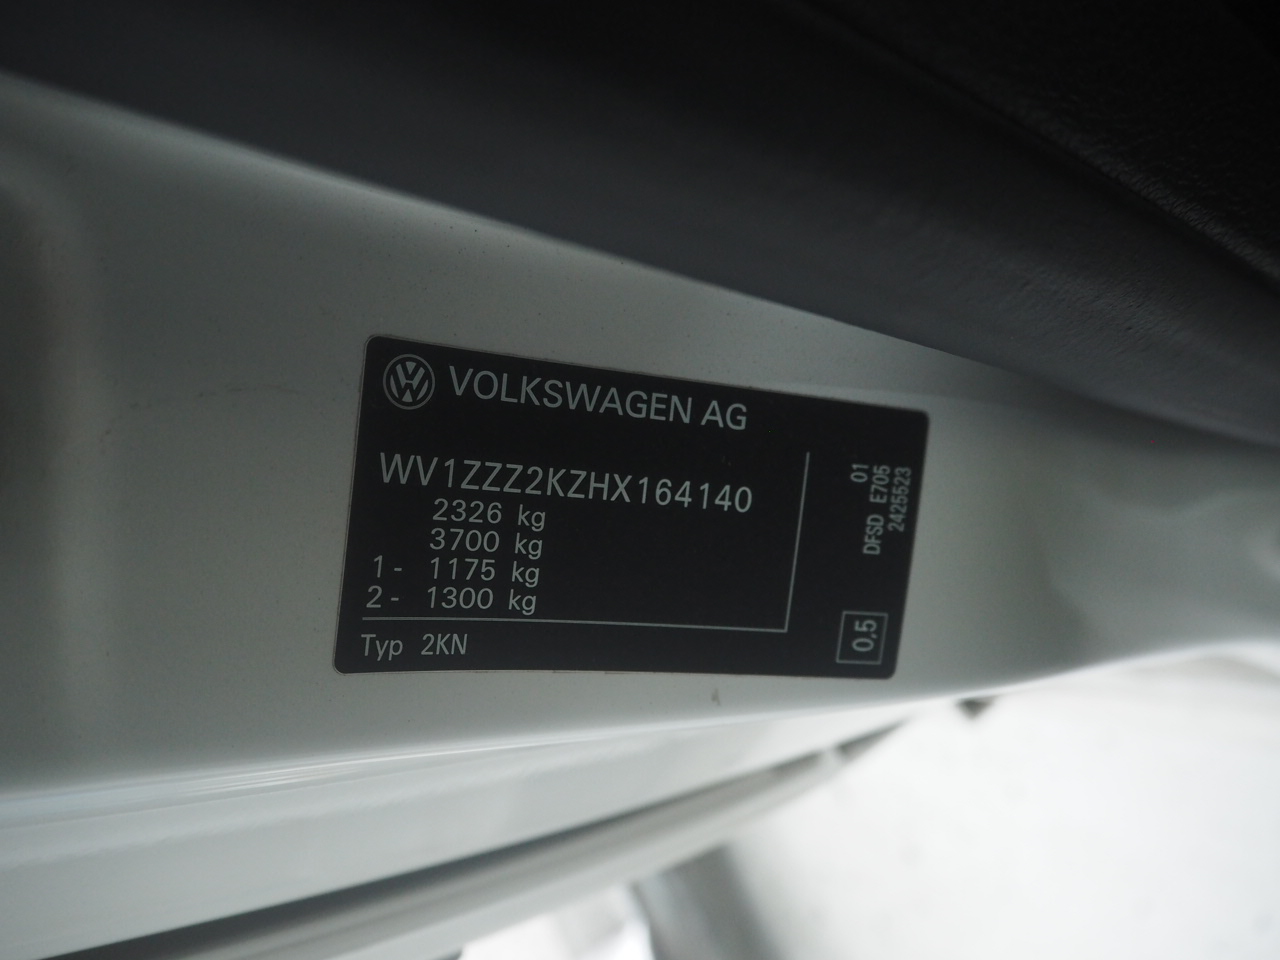 VOLKSWAGEN AG
WV1ZZZ2KZHX164140
2326 kg
3700 kg
1- 1175 kg
2- 1300 kg
Typ 2KN
01
DFSD E705
2425523
0,5